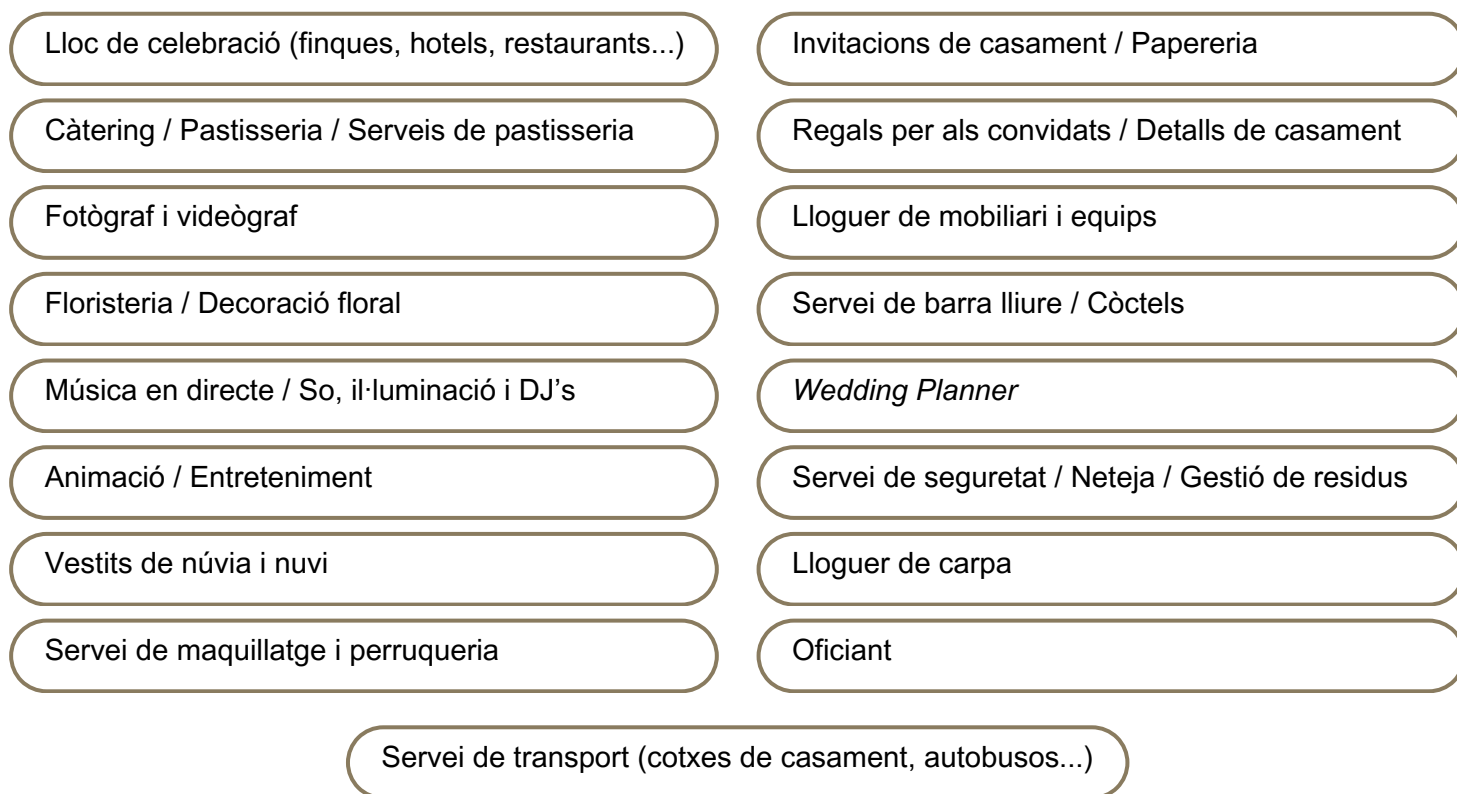 Lloc de celebració (finques, hotels, restaurants...)
Càtering / Pastisseria / Serveis de pastisseria
Fotògraf i videògraf
Floristeria / Decoració floral
Música en directe / So, il·luminació i DJ’s
Animació / Entreteniment
Vestits de núvia i nuvi
Servei de maquillatge i perruqueria
Invitacions de casament / Papereria
Regals per als convidats / Detalls de casament
Lloguer de mobiliari i equips
Servei de barra lliure / Còctels
Wedding Planner
Servei de seguretat / Neteja / Gestió de residus
Lloguer de carpa
Oficiant
Servei de transport (cotxes de casament, autobusos...)